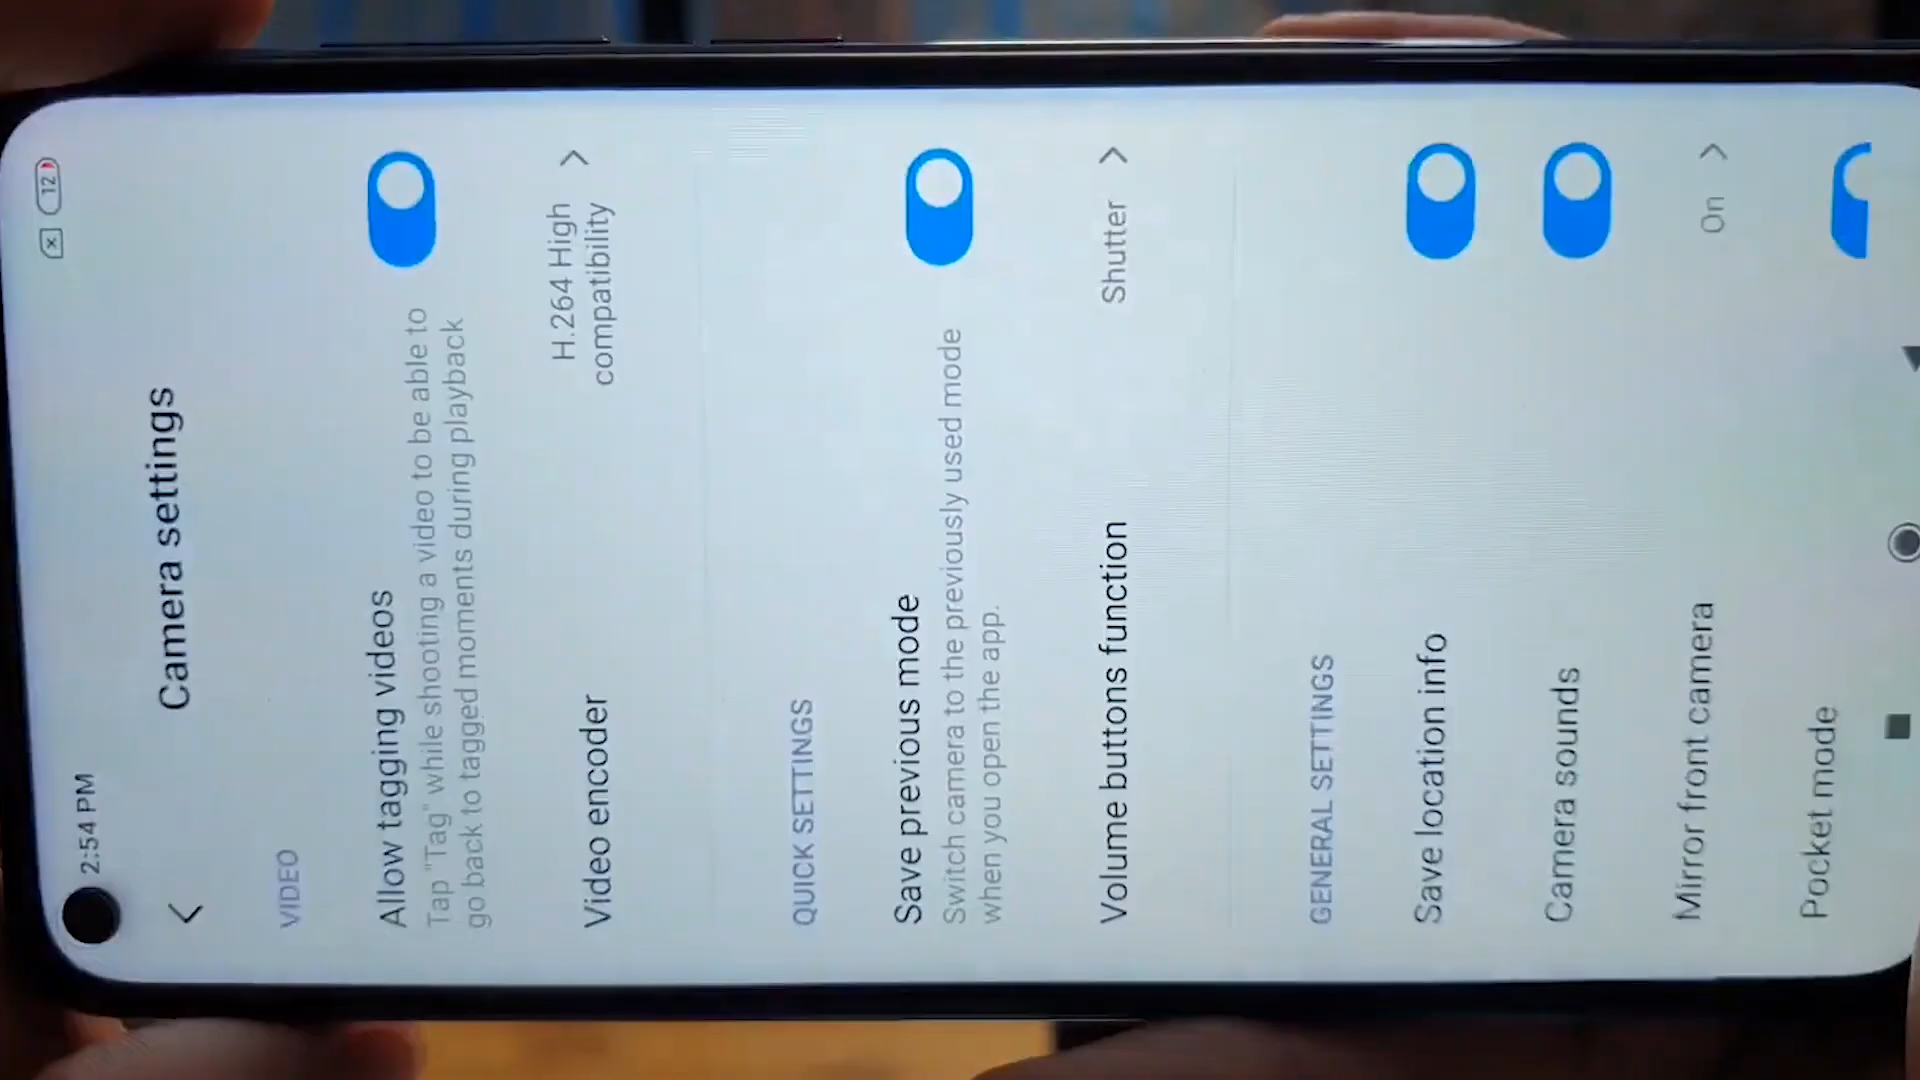 2:54 PM
12
Camera settings
VIDEO
Allow tagging videos
Tap "Tag" while shooting a video to be able to
go back to tagged moments during playback
Video encoder
H.264 High
compatibility
QUICK SETTINGS
Save previous mode
Switch camera to the previously used mode
when you open the app.
Volume buttons function
Shutter
GENERAL SETTINGS
Save location info
Camera sounds
Mirror front camera
On
Pocket mode